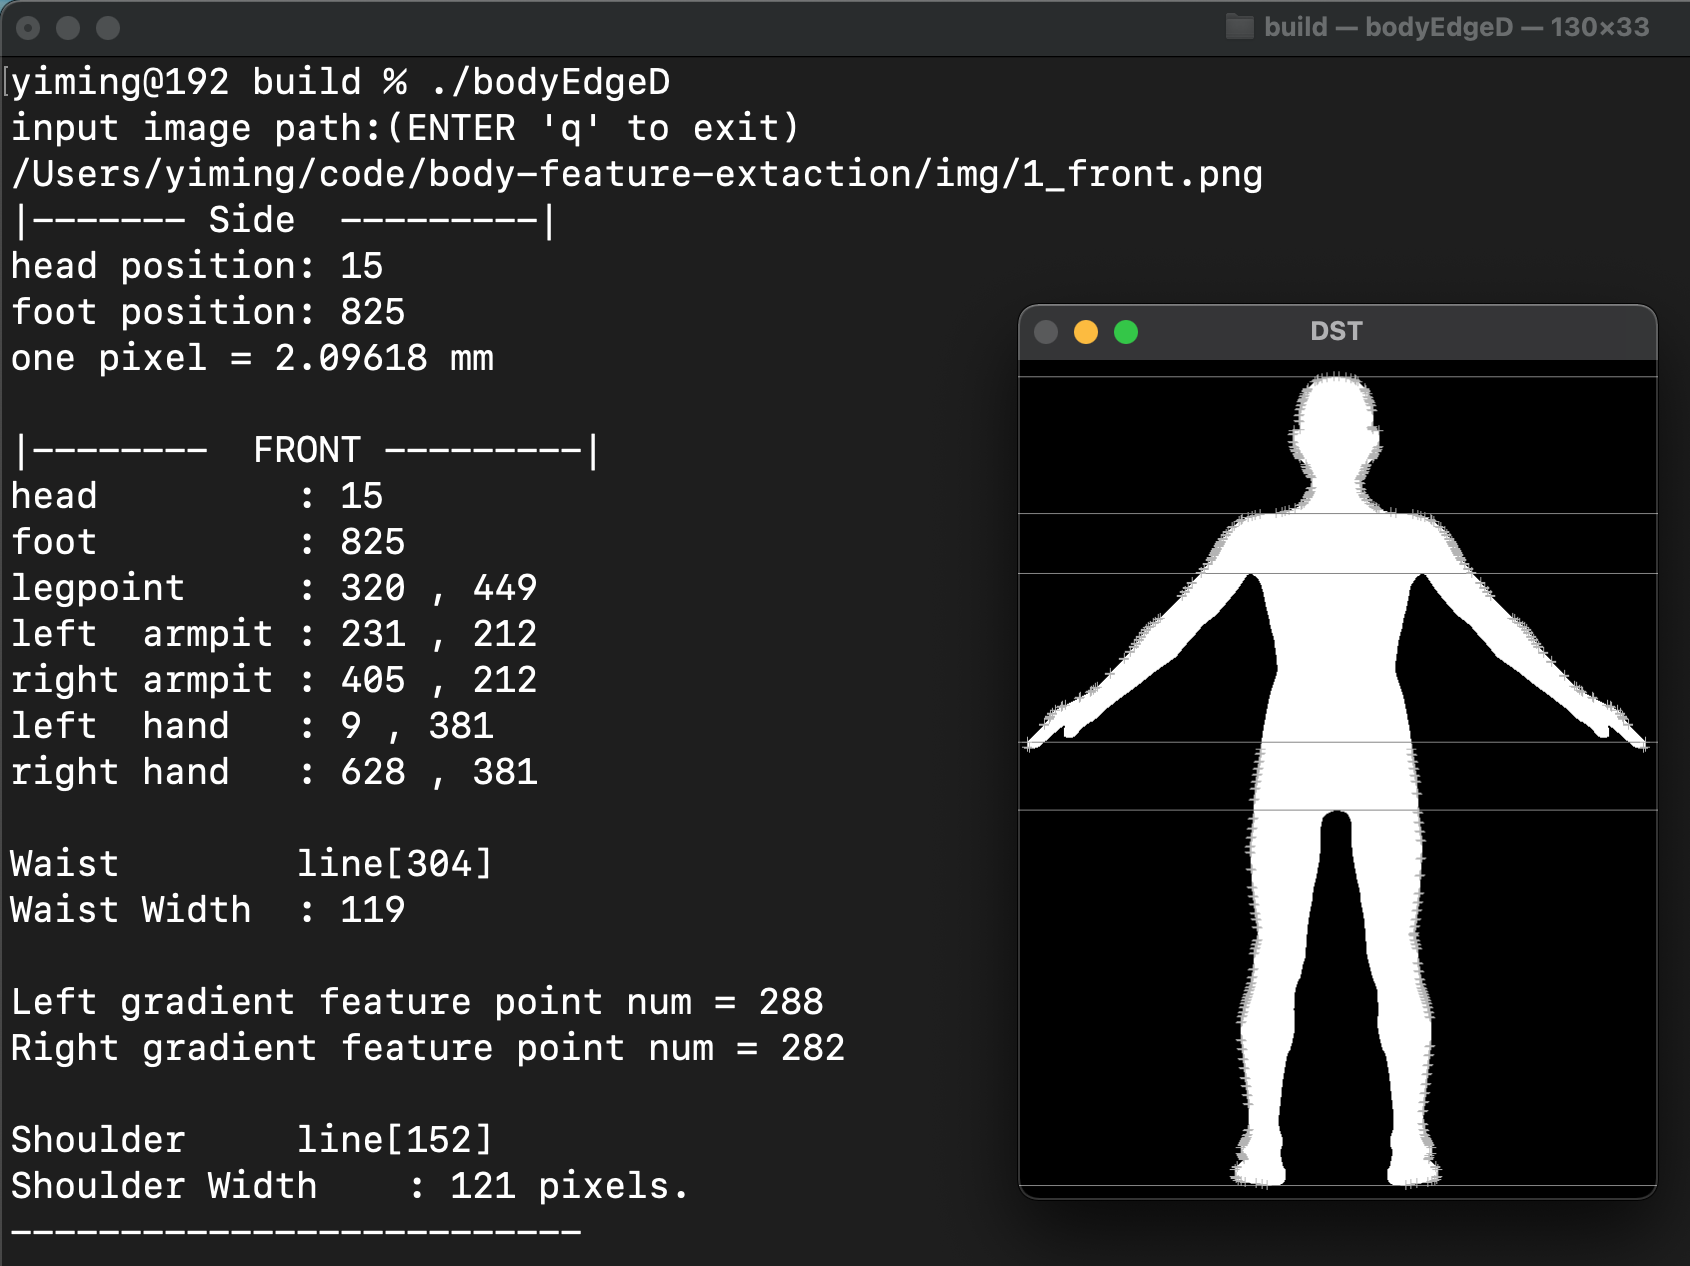 build — bodyEdgeD — 130×33
yiming@192 build % ./bodyEdgeD
input image path:(ENTER 'q' to exit)
/Users/yiming/code/body-feature-extaction/img/1_front.png
|------- Side  ---------|
head position: 15
foot position: 825
one pixel = 2.09618 mm
|--------  FRONT ---------|
head         : 15
foot         : 825
legpoint     : 320 , 449
left  armpit : 231 , 212
right armpit : 405 , 212
left  hand   : 9 , 381
right hand   : 628 , 381
Waist        line[304]
Waist Width  : 119
Left gradient feature point num = 288
Right gradient feature point num = 282
Shoulder     line[152]
Shoulder Width    : 121 pixels.
--------------------------
DST